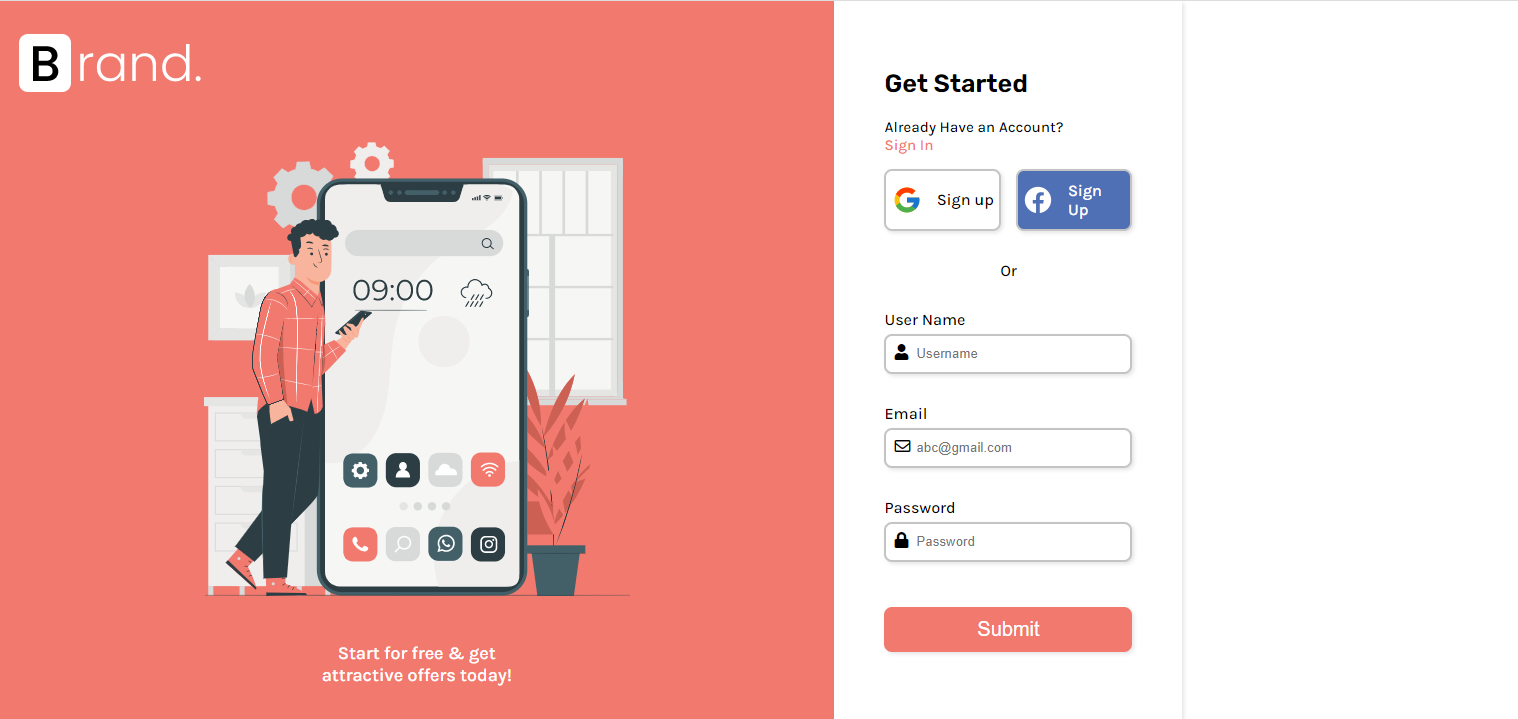 Brand.
09:00
Start for free & get
attractive offers today!
Get Started
Already Have an Account?
Sign In
Sign up
Sign
Up
Or
User Name
Username
Email
abc@gmail.com
Password
Password
Submit